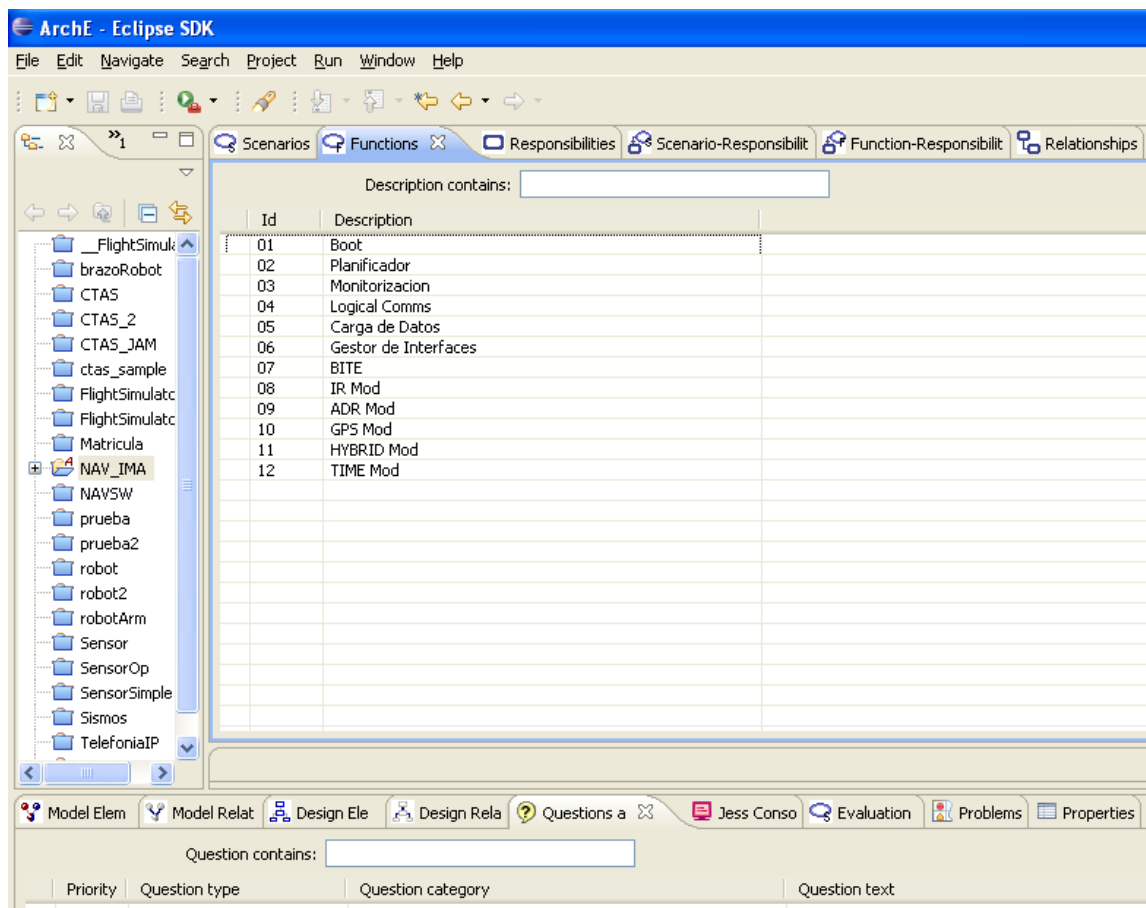 ArchE - Eclipse SDK
File Edit Navigate Search Project Run Window Help
»1
Scenarios Functions Responsibilities Scenario-Responsibilit Function-Responsibilit Relationships
Description contains:
Id Description
01 Boot
02 Planificador
03 Monitorizacion
04 Logical Comms
05 Carga de Datos
06 Gestor de Interfaces
07 BITE
08 IR Mod
09 ADR Mod
10 GPS Mod
11 HYBRID Mod
12 TIME Mod
__FlightSimula
brazoRobot
CTAS
CTAS_2
CTAS_JAM
ctas_sample
FlightSimulatc
FlightSimulatc
Matricula
NAV_IMA
NAVSW
prueba
prueba2
robot
robot2
robotArm
Sensor
SensorOp
SensorSimple
Sismos
TelefoniaIP
Model Elem Model Relat Design Ele Design Rela Questions a Jess Conso Evaluation Problems Properties
Question contains:
Priority Question type Question category Question text